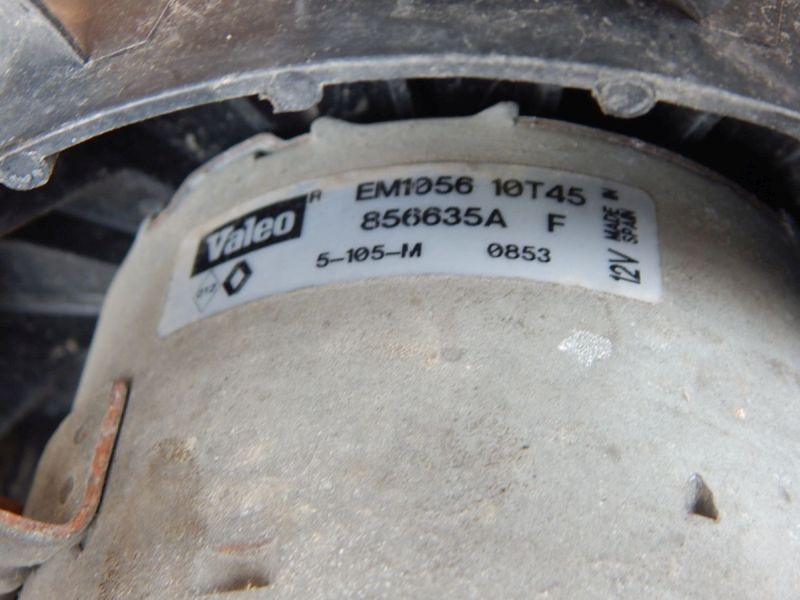 Valeo R EM1056 10T45
856635A F
5-105-M 0853
12V MADE IN
SPAIN